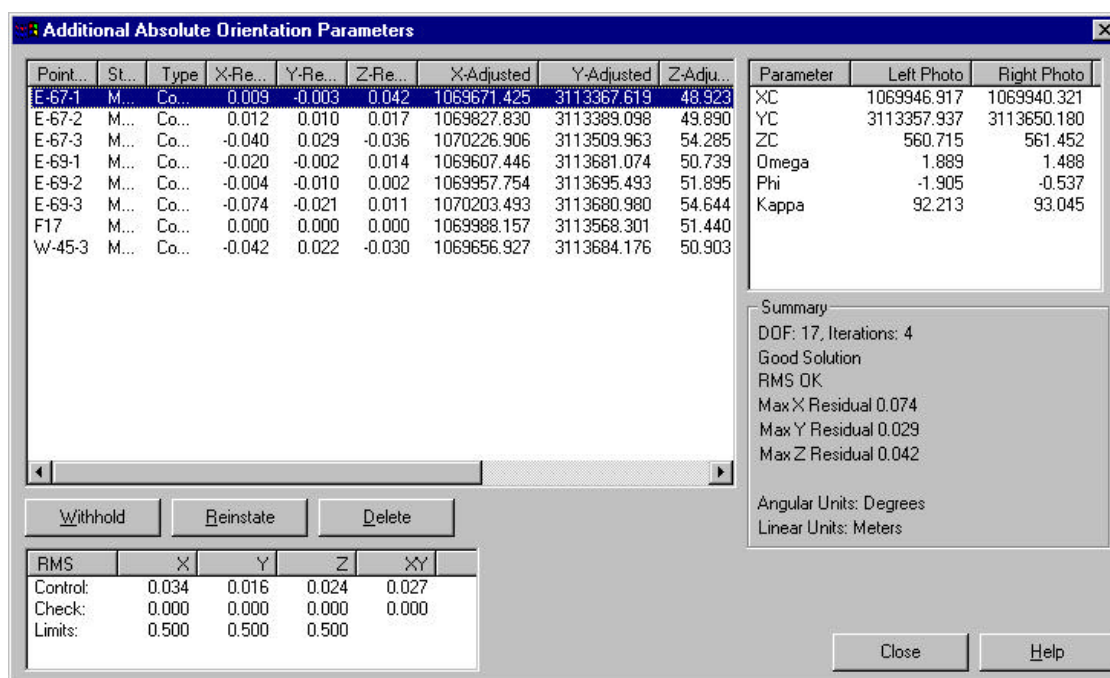 Additional Absolute Orientation Parameters
Point... St... Type X-Re... Y-Re... Z-Re... X-Adjusted Y-Adjusted Z-Adju...
E-67-1 M... Co... 0.009 -0.003 0.042 1069671.425 3113367.619 48.923
E-67-2 M... Co... 0.012 0.010 0.017 1069827.830 3113389.098 49.890
E-67-3 M... Co... -0.040 0.029 -0.036 1070226.906 3113509.963 54.285
E-69-1 M... Co... -0.020 -0.002 0.014 1069607.446 3113681.074 50.739
E-69-2 M... Co... -0.004 -0.010 0.002 1069957.754 3113695.493 51.895
E-69-3 M... Co... -0.074 -0.021 0.011 1070203.493 3113680.980 54.644
F17 M... Co... 0.000 0.000 0.000 1069988.157 3113568.301 51.440
W-45-3 M... Co... -0.042 0.022 -0.030 1069656.927 3113684.176 50.903
Withhold Reinstate Delete
RMS X Y Z XY
Control: 0.034 0.016 0.024 0.027
Check: 0.000 0.000 0.000 0.000
Limits: 0.500 0.500 0.500
Parameter Left Photo Right Photo
XC 1069946.917 1069940.321
YC 3113357.937 3113650.180
ZC 560.715 561.452
Omega 1.889 1.488
Phi -1.905 -0.537
Kappa 92.213 93.045
Summary
DOF: 17, Iterations: 4
Good Solution
RMS OK
Max X Residual 0.074
Max Y Residual 0.029
Max Z Residual 0.042
Angular Units: Degrees
Linear Units: Meters
Close Help